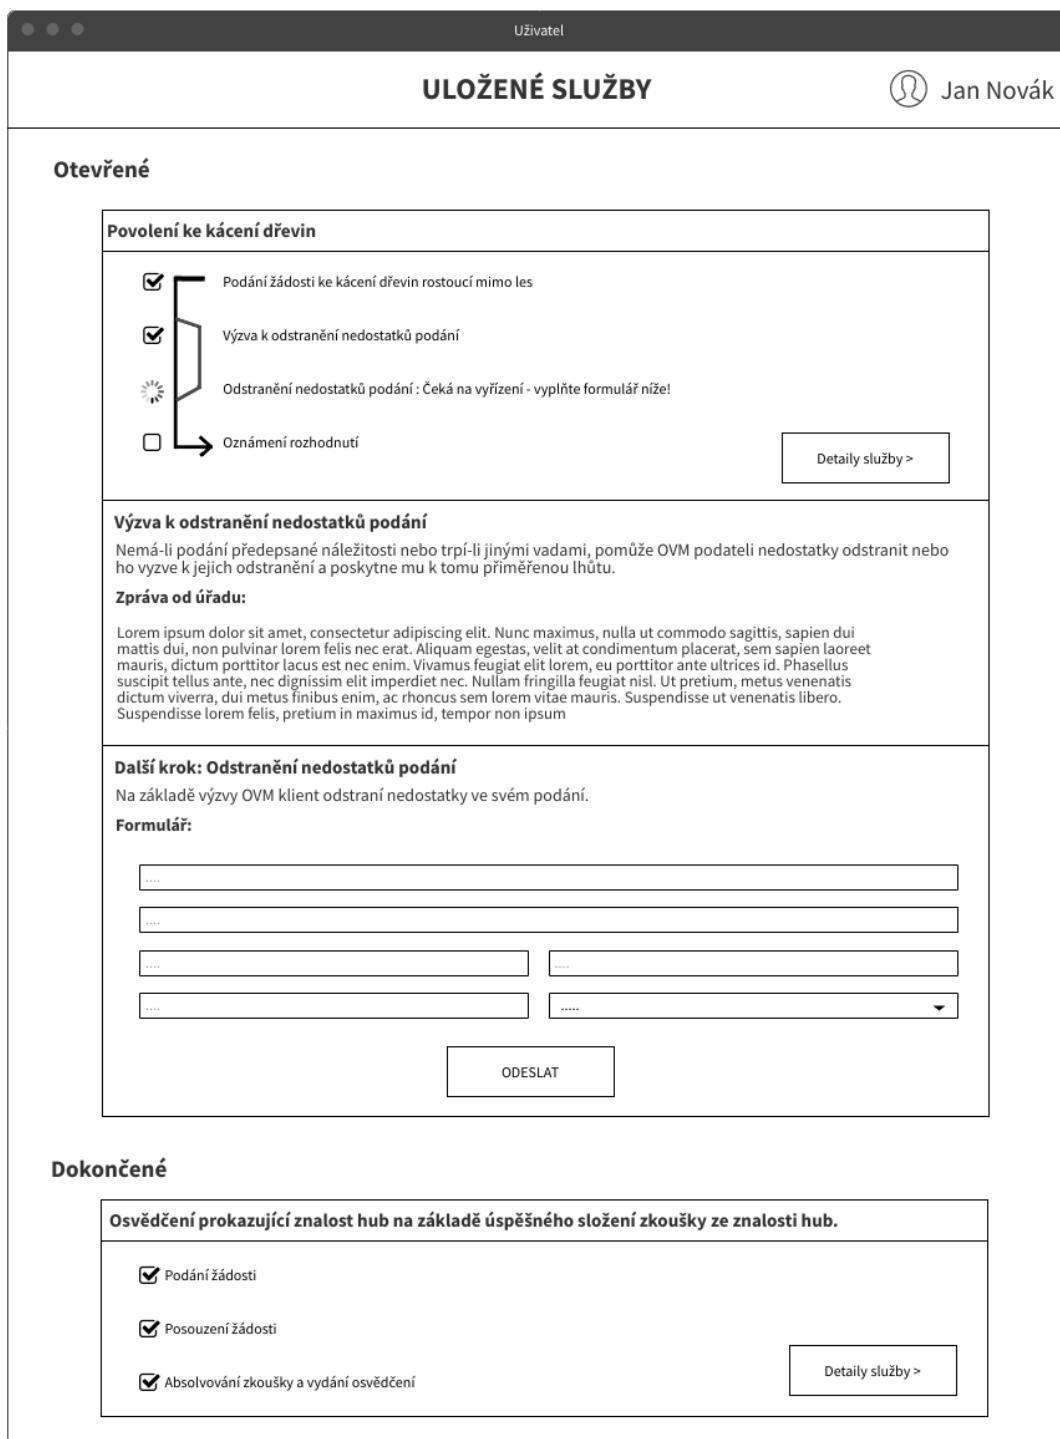 Uživatel
ULOŽENÉ SLUŽBY
Jan Novák
Otevřené
Povolení ke kácení dřevin
Podání žádosti ke kácení dřevin rostoucí mimo les
Výzva k odstranění nedostatků podání
Odstranění nedostatků podání : Čeká na vyřízení - vyplňte formulář níže!
Oznámení rozhodnutí
Detaily služby >
Výzva k odstranění nedostatků podání
Nemá-li podání předepsané náležitosti nebo trpí-li jinými vadami, pomůže OVM podateli nedostatky odstranit nebo
ho vyzve k jejich odstranění a poskytne mu k tomu přiměřenou lhůtu.
Zpráva od úřadu:
Lorem ipsum dolor sit amet, consectetur adipiscing elit. Nunc maximus, nulla ut commodo sagittis, sapien dui
mattis dui, non pulvinar lorem felis nec erat. Aliquam egestas, velit at condimentum placerat, sem sapien laoreet
mauris, dictum porttitor lacus est nec enim. Vivamus feugiat elit lorem, eu porttitor ante ultrices id. Phasellus
suscipit tellus ante, nec dignissim elit imperdiet nec. Nullam fringilla feugiat nisl. Ut pretium, metus venenatis
dictum viverra, dui metus finibus enim, ac rhoncus sem lorem vitae mauris. Suspendisse ut venenatis libero.
Suspendisse lorem felis, pretium in maximus id, tempor non ipsum
Další krok: Odstranění nedostatků podání
Na základě výzvy OVM klient odstraní nedostatky ve svém podání.
Formulář:
....
....
....
....
....
.....
ODESLAT
Dokončené
Osvědčení prokazující znalost hub na základě úspěšného složení zkoušky ze znalosti hub.
Podání žádosti
Posouzení žádosti
Absolvování zkoušky a vydání osvědčení
Detaily služby >